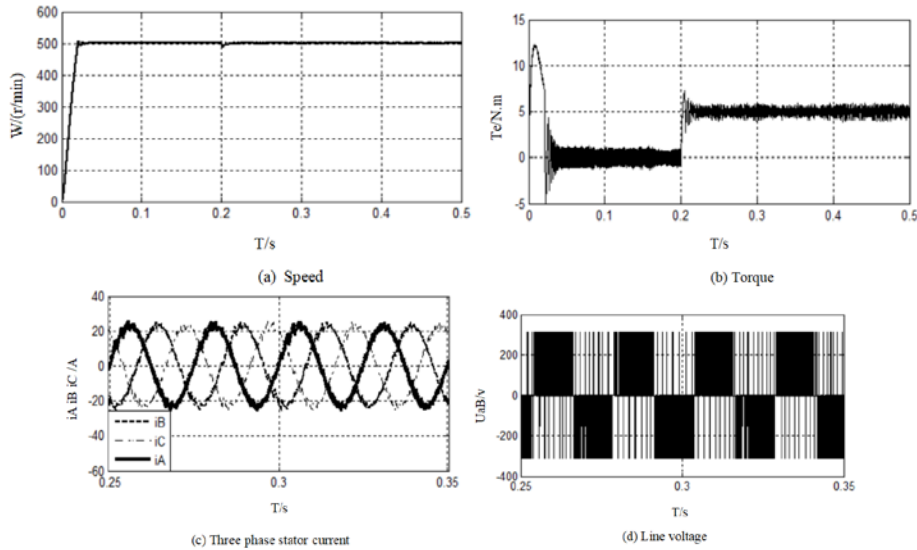 600
500
400
300
200
100
0
W/(r/min)
0 0.1 0.2 0.3 0.4 0.5
T/s
(a) Speed
15
10
5
0
-5
Te/N.m
0 0.1 0.2 0.3 0.4 0.5
T/s
(b) Torque
40
20
0
-20
-40
-60
iA iB iC /A
iB
iC
iA
0.25 0.3 0.35
T/s
(c) Three phase stator current
400
200
0
-200
-400
UaB/v
0.25 0.3 0.35
T/s
(d) Line voltage